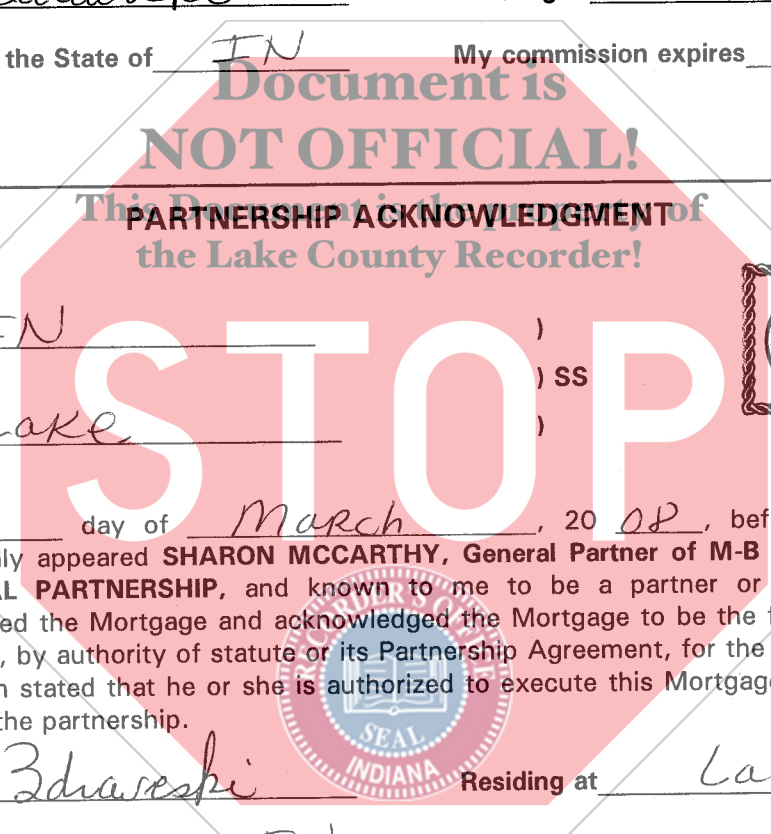 the State of IN My commission expires
Document is
NOT OFFICIAL!
This Document is the property of
PARTNERSHIP ACKNOWLEDGMENT
the Lake County Recorder!
IN )
) SS
Lake )
STOP
day of March, 20 08, bef
ly appeared SHARON MCCARTHY, General Partner of M-B
AL PARTNERSHIP, and known to me to be a partner or
ed the Mortgage and acknowledged the Mortgage to be the f
, by authority of statute or its Partnership Agreement, for the
n stated that he or she is authorized to execute this Mortgage
the partnership.
RECORDER'S OFFICE
SEAL
INDIANA
Residing at La
IN